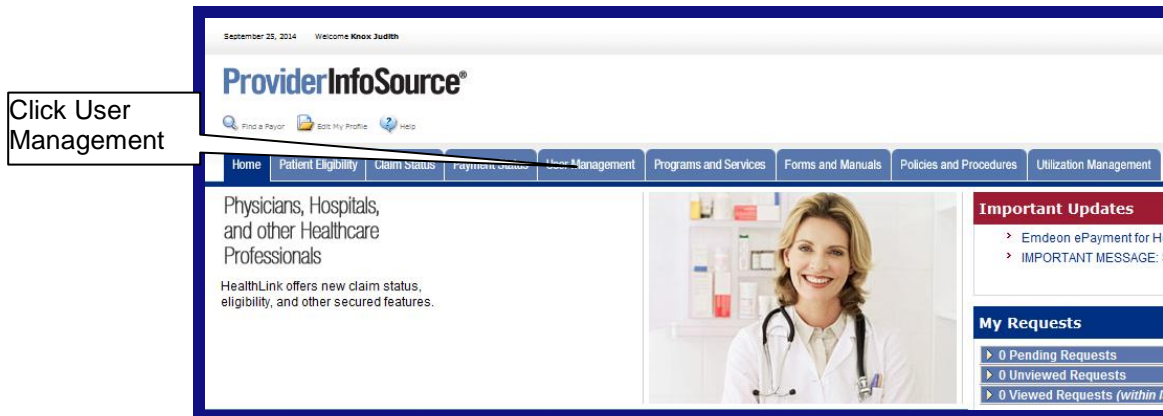 September 25, 2014 Welcome Knox Judith
ProviderInfoSource®
Find a Payor Edit My Profile Help
Click User
Management
Home Patient Eligibility Claim Status Payment Status User Management Programs and Services Forms and Manuals Policies and Procedures Utilization Management
Physicians, Hospitals,
and other Healthcare
Professionals
HealthLink offers new claim status,
eligibility, and other secured features.
Important Updates
Emdeon ePayment for H
IMPORTANT MESSAGE:
My Requests
0 Pending Requests
0 Unviewed Requests
0 Viewed Requests (within